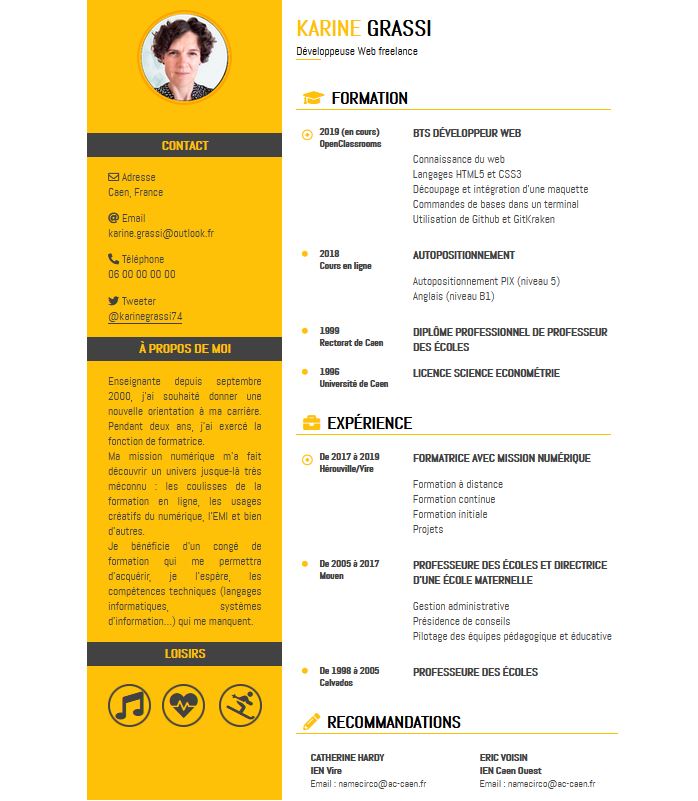 KARINE GRASSI
Développeuse Web freelance
CONTACT
Adresse
Caen, France
Email
karine.grassi@outlook.fr
Téléphone
06 00 00 00 00
Tweeter
@karinegrassi74
À PROPOS DE MOI
Enseignante depuis septembre
2000, j'ai souhaité donner une
nouvelle orientation à ma carrière.
Pendant deux ans, j'ai exercé la
fonction de formatrice.
Ma mission numérique m'a fait
découvrir un univers jusque-là très
méconnu : les coulisses de la
formation en ligne, les usages
créatifs du numérique, l'EMI et bien
d'autres.
Je bénéficie d'un congé de
formation qui me permettra
d'acquérir, je l'espère, les
compétences techniques (langages
informatiques, systèmes
d'information...) qui me manquent.
LOISIRS
FORMATION
2019 (en cours)
OpenClassrooms
BTS DÉVELOPPEUR WEB
Connaissance du web
Langages HTML5 et CSS3
Découpage et intégration d'une maquette
Commandes de bases dans un terminal
Utilisation de Github et GitKraken
2018
Cours en ligne
AUTOPOSITIONNEMENT
Autopositionnement PIX (niveau 5)
Anglais (niveau B1)
1999
Rectorat de Caen
DIPLÔME PROFESSIONNEL DE PROFESSEUR
DES ÉCOLES
1996
Université de Caen
LICENCE SCIENCE ECONOMÉTRIE
EXPÉRIENCE
De 2017 à 2019
Hérouville/Vire
FORMATRICE AVEC MISSION NUMÉRIQUE
Formation à distance
Formation continue
Formation initiale
Projets
De 2005 à 2017
Mouen
PROFESSEURE DES ÉCOLES ET DIRECTRICE
D'UNE ÉCOLE MATERNELLE
Gestion administrative
Présidence de conseils
Pilotage des équipes pédagogique et éducative
De 1998 à 2005
Calvados
PROFESSEURE DES ÉCOLES
RECOMMANDATIONS
CATHERINE HARDY
IEN Vire
Email : namecirco@ac-caen.fr
ERIC VOISIN
IEN Caen Ouest
Email : namecirco@ac-caen.fr